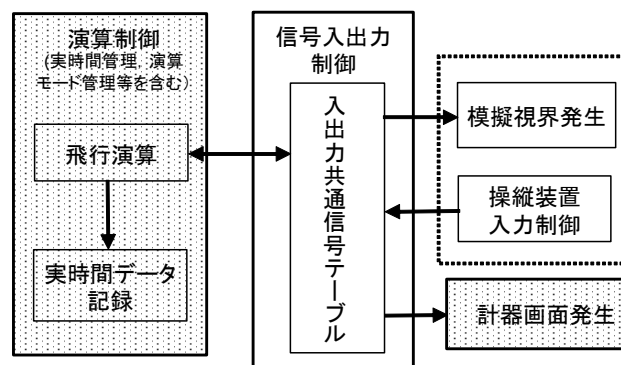 演算制御
(実時間管理，演算
モード管理等を含む)
飛行演算
実時間データ
記録
信号入出力
制御
入出力共通信号テーブル
模擬視界発生
操縦装置
入力制御
計器画面発生